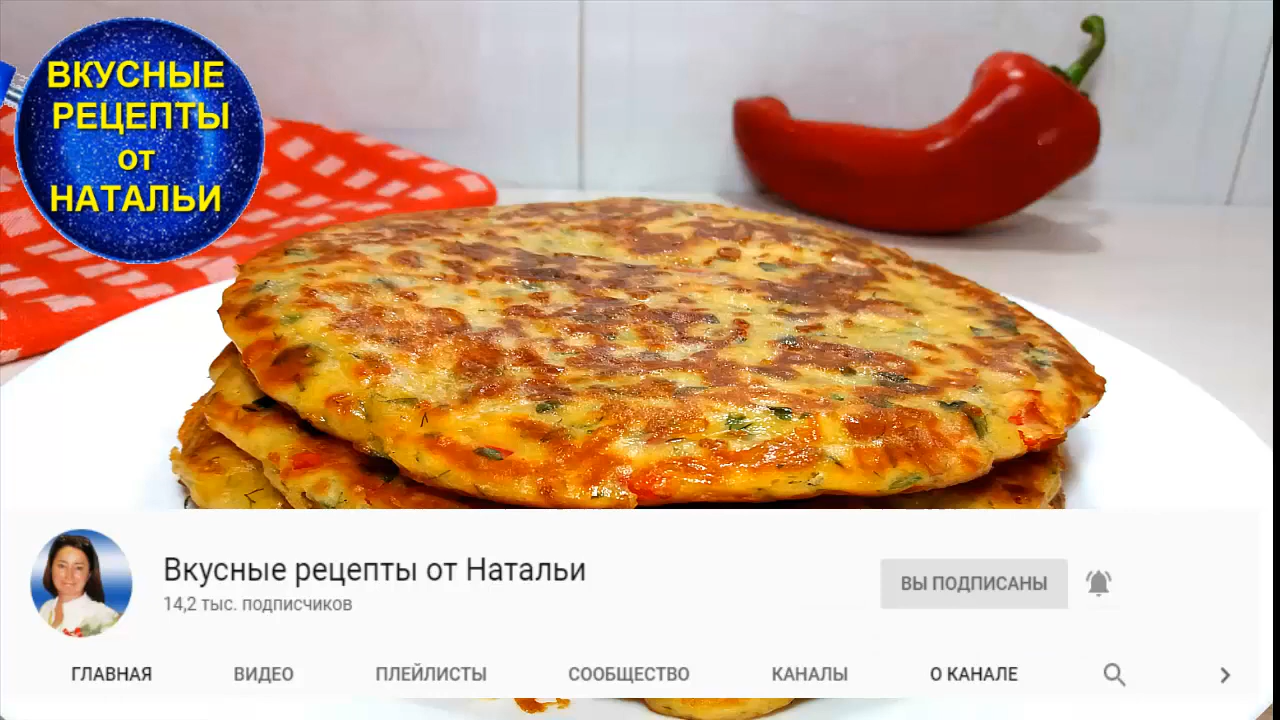 ВКУСНЫЕ
РЕЦЕПТЫ
от
НАТАЛЬИ
Вкусные рецепты от Натальи
14,2 тыс. подписчиков
ВЫ ПОДПИСАНЫ
ГЛАВНАЯ ВИДЕО ПЛЕЙЛИСТЫ СООБЩЕСТВО КАНАЛЫ О КАНАЛЕ